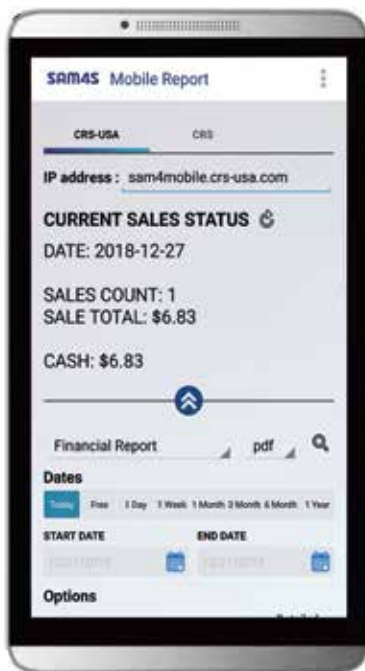 SAM4S Mobile Report
CRS-USA CRS
IP address : sam4mobile.crs-usa.com
CURRENT SALES STATUS
DATE: 2018-12-27
SALES COUNT: 1
SALE TOTAL: $6.83
CASH: $6.83
Financial Report pdf
Dates
Today Free 1 Day 1 Week 1 Month 3 Month 6 Month 1 Year
START DATE END DATE
Options